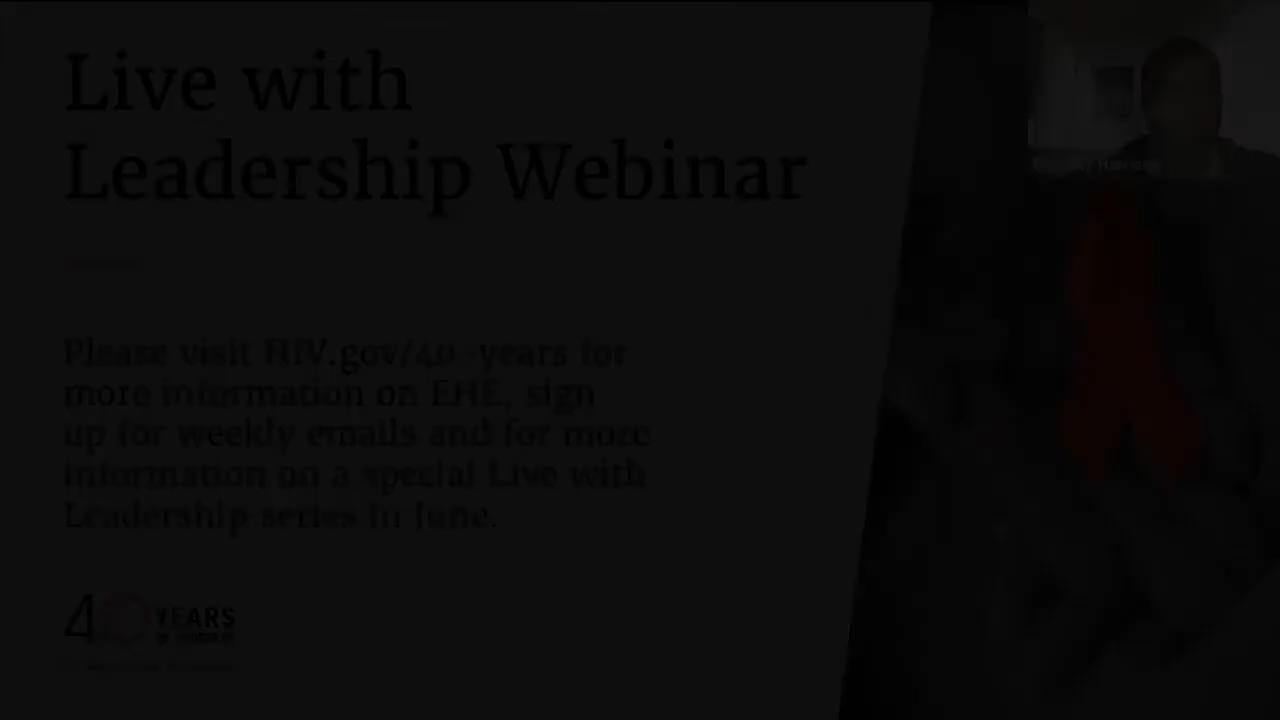 Live with
Leadership Webinar
Please visit HIV.gov/40-years for
more information on EHE, sign
up for weekly emails and for more
information on a special Live with
Leadership series in June.
40 YEARS